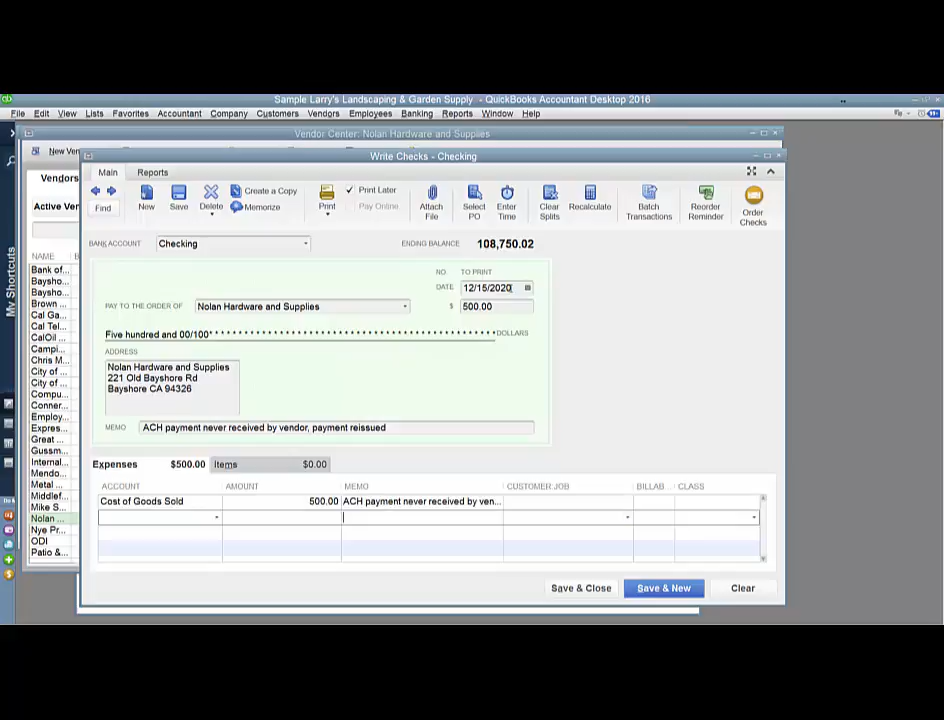 Sample Larry's Landscaping & Garden Supply - QuickBooks Accountant Desktop 2016
File Edit View Lists Favorites Accountant Company Customers Vendors Employees Banking Reports Window Help
Vendor Center: Nolan Hardware and Supplies
New Ven
Write Checks - Checking
Main Reports
Vendors
Active Ven
Find
New
Save
Delete
Create a Copy
Memorize
Print
Print Later
Pay Online
Attach File
Select PO
Enter Time
Clear Splits
Recalculate
Batch Transactions
Reorder Reminder
Order Checks
BANK ACCOUNT Checking ENDING BALANCE 108,750.02
NO. TO PRINT
DATE 12/15/2020
PAY TO THE ORDER OF Nolan Hardware and Supplies $ 500.00
Five hundred and 00/100* * * * * * * * * * * * * * * * * * * * * * * * * * * * * * * * * * * * * * * * * * * * * DOLLARS
ADDRESS
Nolan Hardware and Supplies
221 Old Bayshore Rd
Bayshore CA 94326
MEMO ACH payment never received by vendor, payment reissued
Expenses $500.00 Items $0.00
ACCOUNT AMOUNT MEMO CUSTOMER:JOB BILLAB... CLASS
Cost of Goods Sold 500.00 ACH payment never received by ven...
Save & Close Save & New Clear
My Shortcuts
NAME
Bank of...
Baysho...
Baysho...
Brown ...
Cal Ga...
Cal Tel...
CalOil ...
Campi...
Chris M...
City of ...
City of ...
Compu...
Conner...
Employ...
Expres...
Great ...
Gussm...
Internal...
Mendo...
Metal ...
Middlef...
Mike S...
Nolan ...
Nye Pr...
ODI
Patio &...